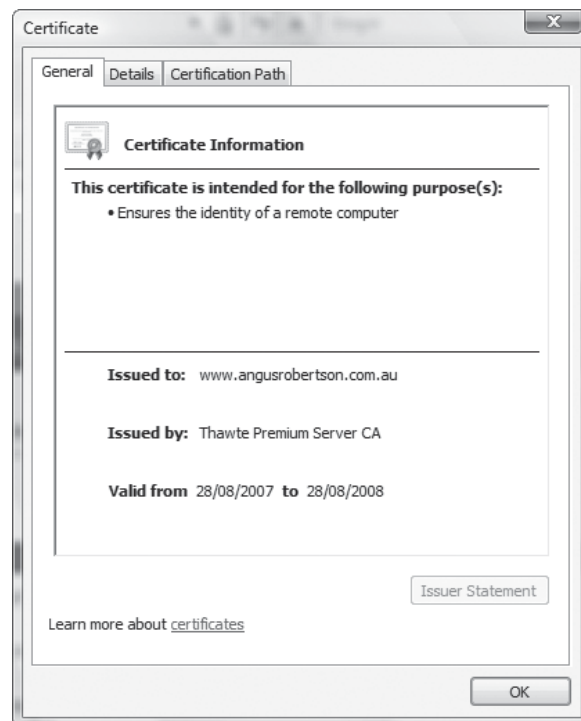 Certificate
General Details Certification Path
Certificate Information
This certificate is intended for the following purpose(s):
• Ensures the identity of a remote computer
Issued to: www.angusrobertson.com.au
Issued by: Thawte Premium Server CA
Valid from 28/08/2007 to 28/08/2008
Issuer Statement
Learn more about certificates
OK